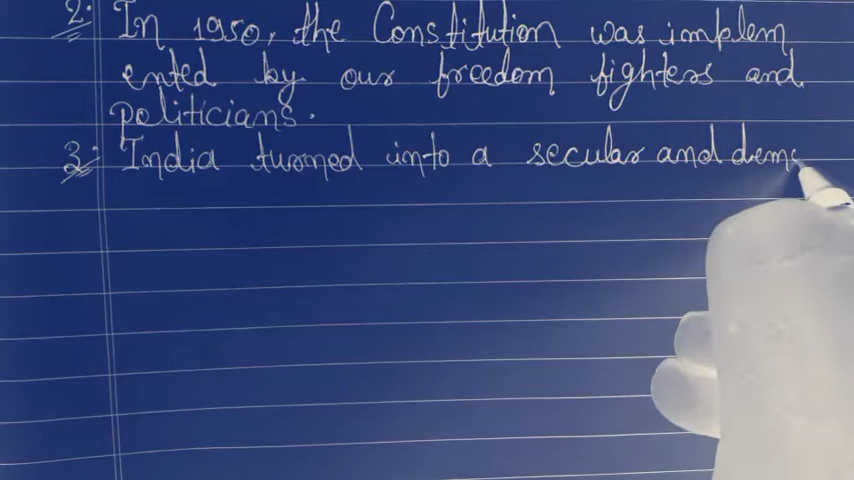 2. In 1950, the Constitution was implem
ented by our freedom fighters and
politicians.
3. India turned into a secular and demo